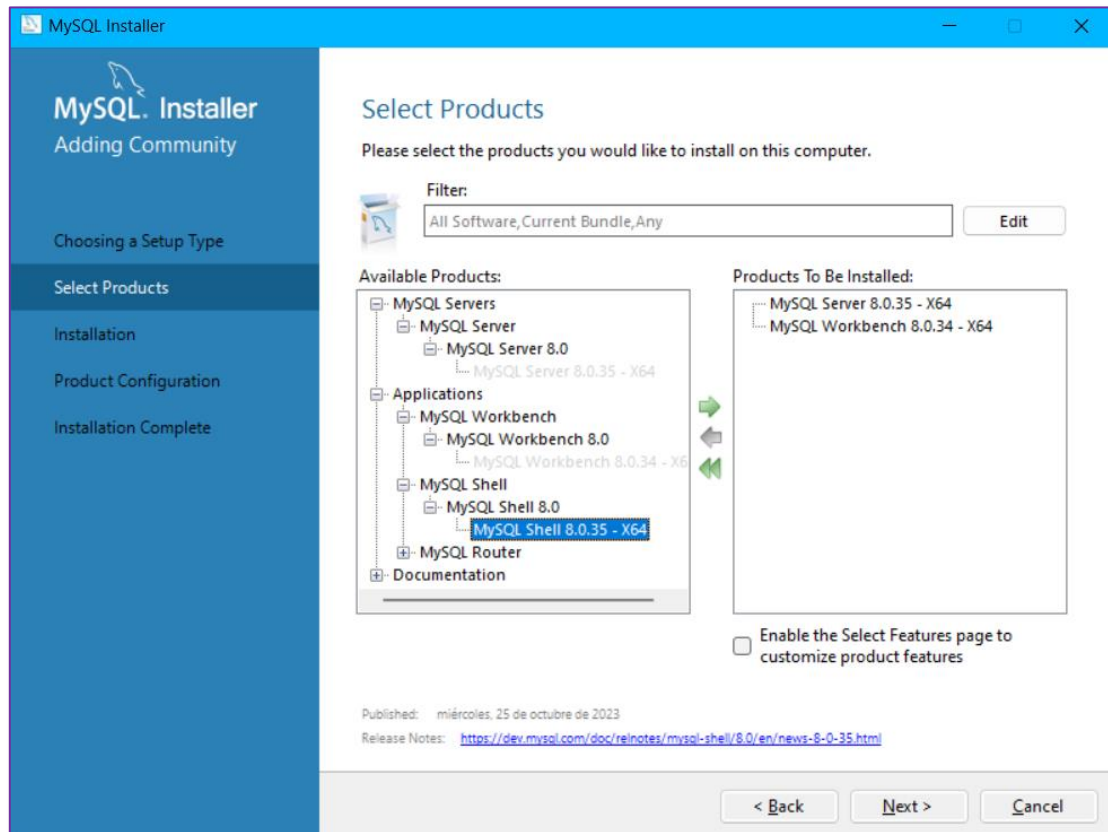 MySQL Installer
MySQL. Installer
Adding Community
Choosing a Setup Type
Select Products
Installation
Product Configuration
Installation Complete
Select Products
Please select the products you would like to install on this computer.
Filter:
All Software,Current Bundle,Any
Edit
Available Products:
MySQL Servers
MySQL Server
MySQL Server 8.0
MySQL Server 8.0.35 - X64
Applications
MySQL Workbench
MySQL Workbench 8.0
MySQL Workbench 8.0.34 - X6
MySQL Shell
MySQL Shell 8.0
MySQL Shell 8.0.35 - X64
MySQL Router
Documentation
Products To Be Installed:
MySQL Server 8.0.35 - X64
MySQL Workbench 8.0.34 - X64
Enable the Select Features page to
customize product features
Published: miércoles, 25 de octubre de 2023
Release Notes: https://dev.mysql.com/doc/relnotes/mysql-shell/8.0/en/news-8-0-35.html
< Back
Next >
Cancel